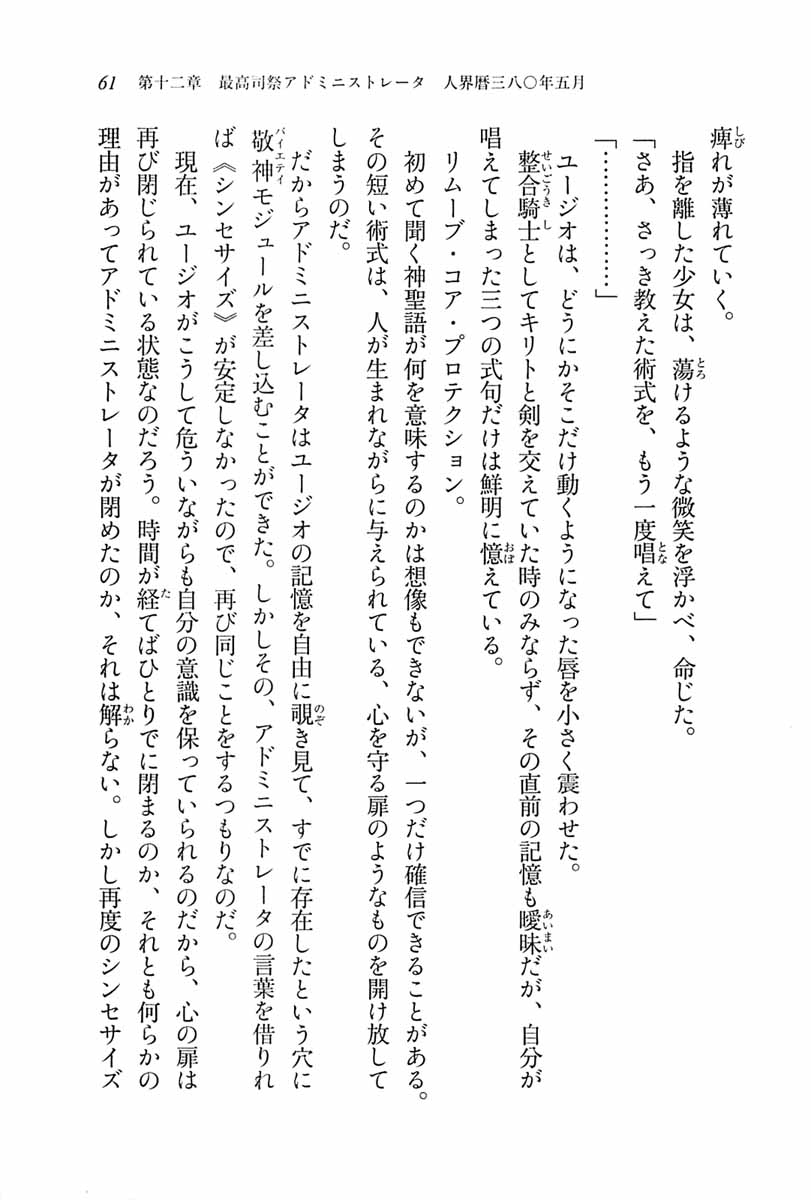 61　第十二章　最高司祭アドミニストレータ　人界暦三八〇年五月
痺れが薄れていく。
　指を離した少女は、蕩けるような微笑を浮かべ、命じた。
「さあ、さっき教えた術式を、もう一度唱えて」
「………………」
　ユージオは、どうにかそこだけ動くようになった唇を小さく震わせた。
　整合騎士としてキリトと剣を交えていた時のみならず、その直前の記憶も曖昧だが、自分が
唱えてしまった三つの式句だけは鮮明に憶えている。
　リムーブ・コア・プロテクション。
　初めて聞く神聖語が何を意味するのかは想像もできないが、一つだけ確信できることがある。
その短い術式は、人が生まれながらに与えられている、心を守る扉のようなものを開け放して
しまうのだ。
　だからアドミニストレータはユージオの記憶を自由に覗き見て、すでに存在したという穴に
敬神モジュールを差し込むことができた。しかしその、アドミニストレータの言葉を借りれ
ば《シンセサイズ》が安定しなかったので、再び同じことをするつもりなのだ。
　現在、ユージオがこうして危ういながらも自分の意識を保っていられるのだから、心の扉は
再び閉じられている状態なのだろう。時間が経てばひとりでに閉まるのか、それとも何らかの
理由があってアドミニストレータが閉めたのか、それは解らない。しかし再度のシンセサイズ